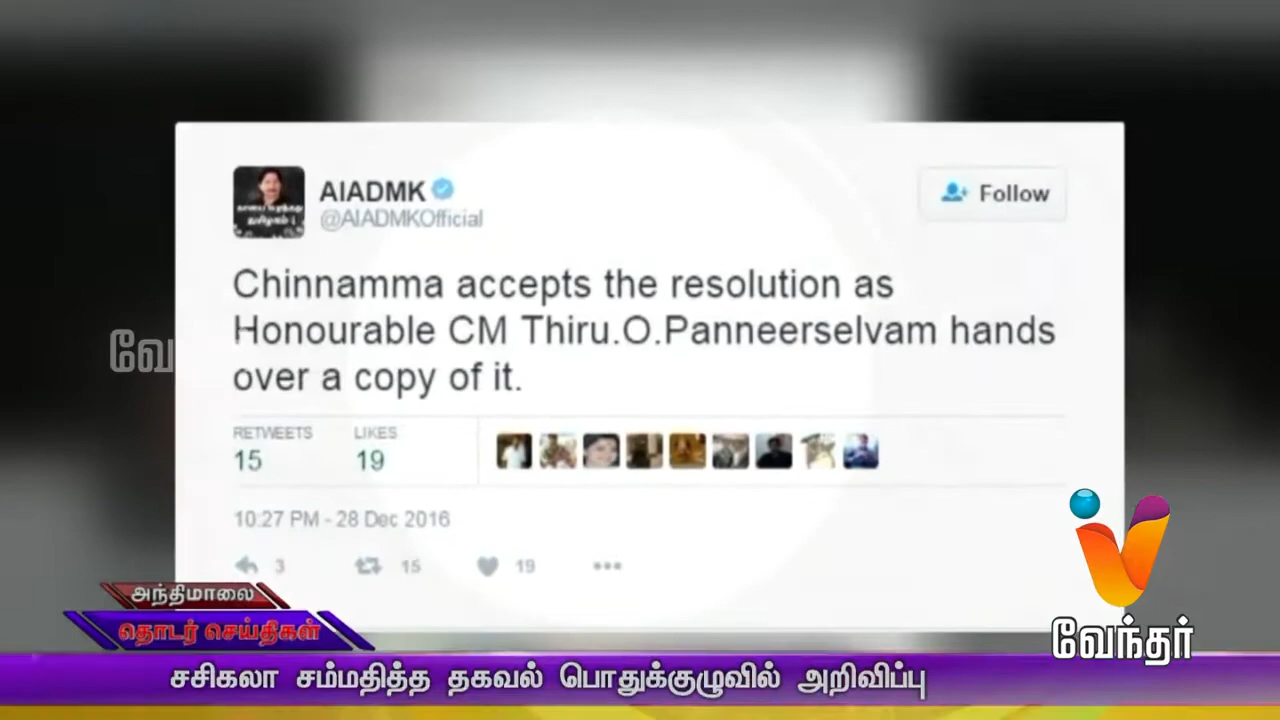 AIADMK
@AIADMKOfficial
Follow
Chinnamma accepts the resolution as
Honourable CM Thiru.O.Panneerselvam hands
over a copy of it.
RETWEETS
LIKES
15
19
10:27 PM - 28 Dec 2016
3
15
19
வே
அந்திமாலை
தொடர் செய்திகள்
வேந்தர்
சசிகலா சம்மதித்த தகவல் பொதுக்குழுவில் அறிவிப்பு